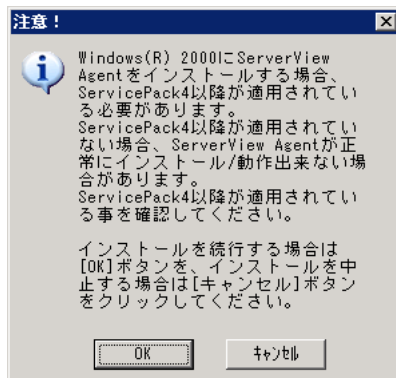 注意!
Windows(R) 2000にServerView
Agentをインストールする場合、
ServicePack4以降が適用されてい
る必要があります。
ServicePack4以降が適用されてい
ない場合、ServerView Agentが正
常にインストール/動作出来ない場
合があります。
ServicePack4以降が適用されてい
る事を確認してください。
インストールを続行する場合は
[OK]ボタンを、インストールを中
止する場合は[キャンセル]ボタン
をクリックしてください。
OK
ｷｬﾝｾﾙ